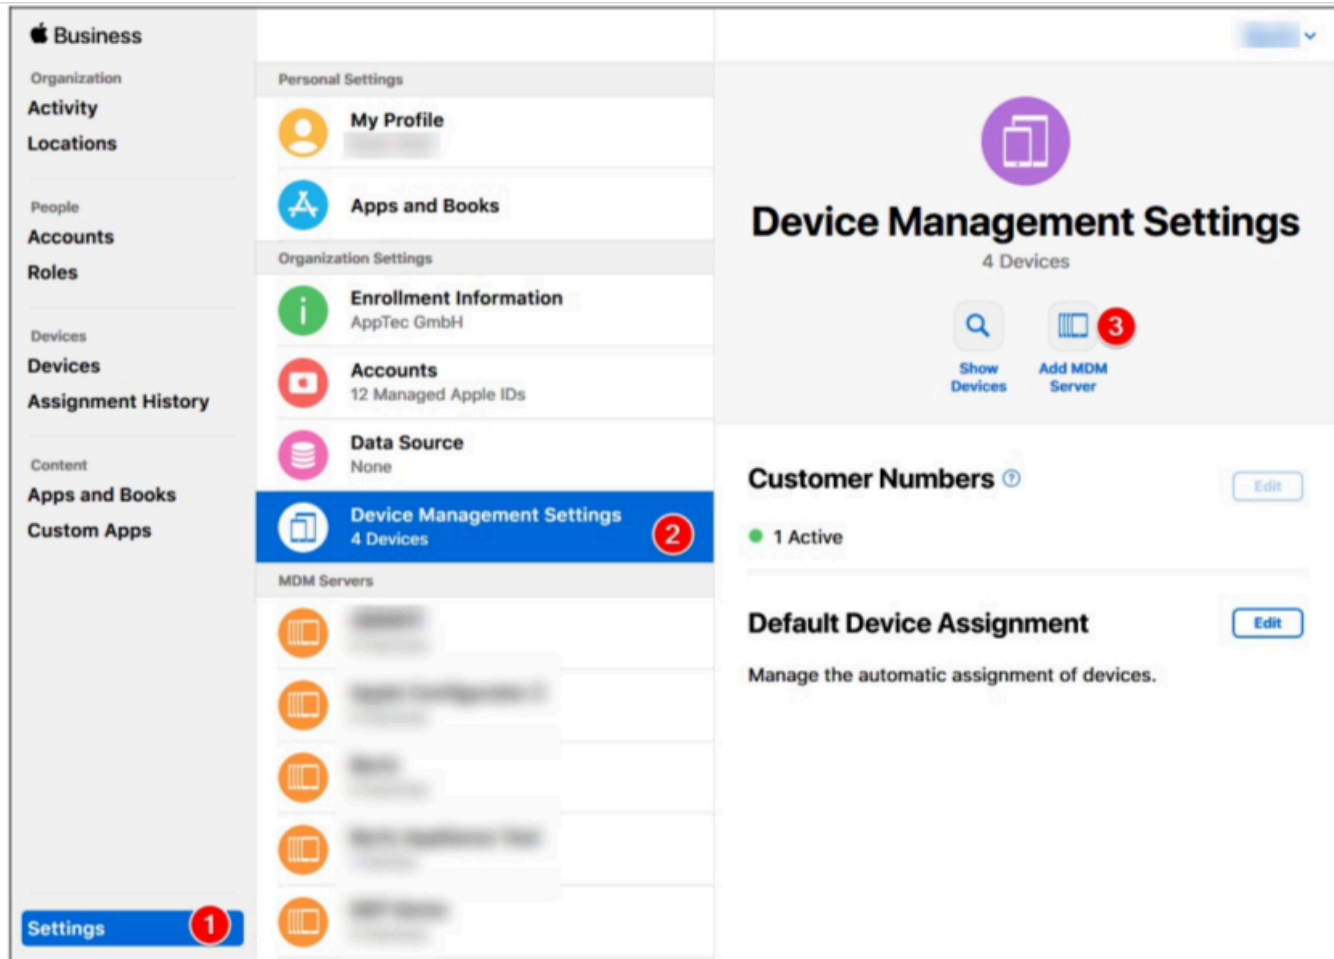 Business
Organization
Activity
Locations
People
Accounts
Roles
Devices
Devices
Assignment History
Content
Apps and Books
Custom Apps
Settings
1
Personal Settings
My Profile
Apps and Books
Organization Settings
Enrollment Information
AppTec GmbH
Accounts
12 Managed Apple IDs
Data Source
None
Device Management Settings
4 Devices
2
MDM Servers
Device Management Settings
4 Devices
3
Show
Devices
Add MDM
Server
Customer Numbers ?
Edit
1 Active
Default Device Assignment
Edit
Manage the automatic assignment of devices.